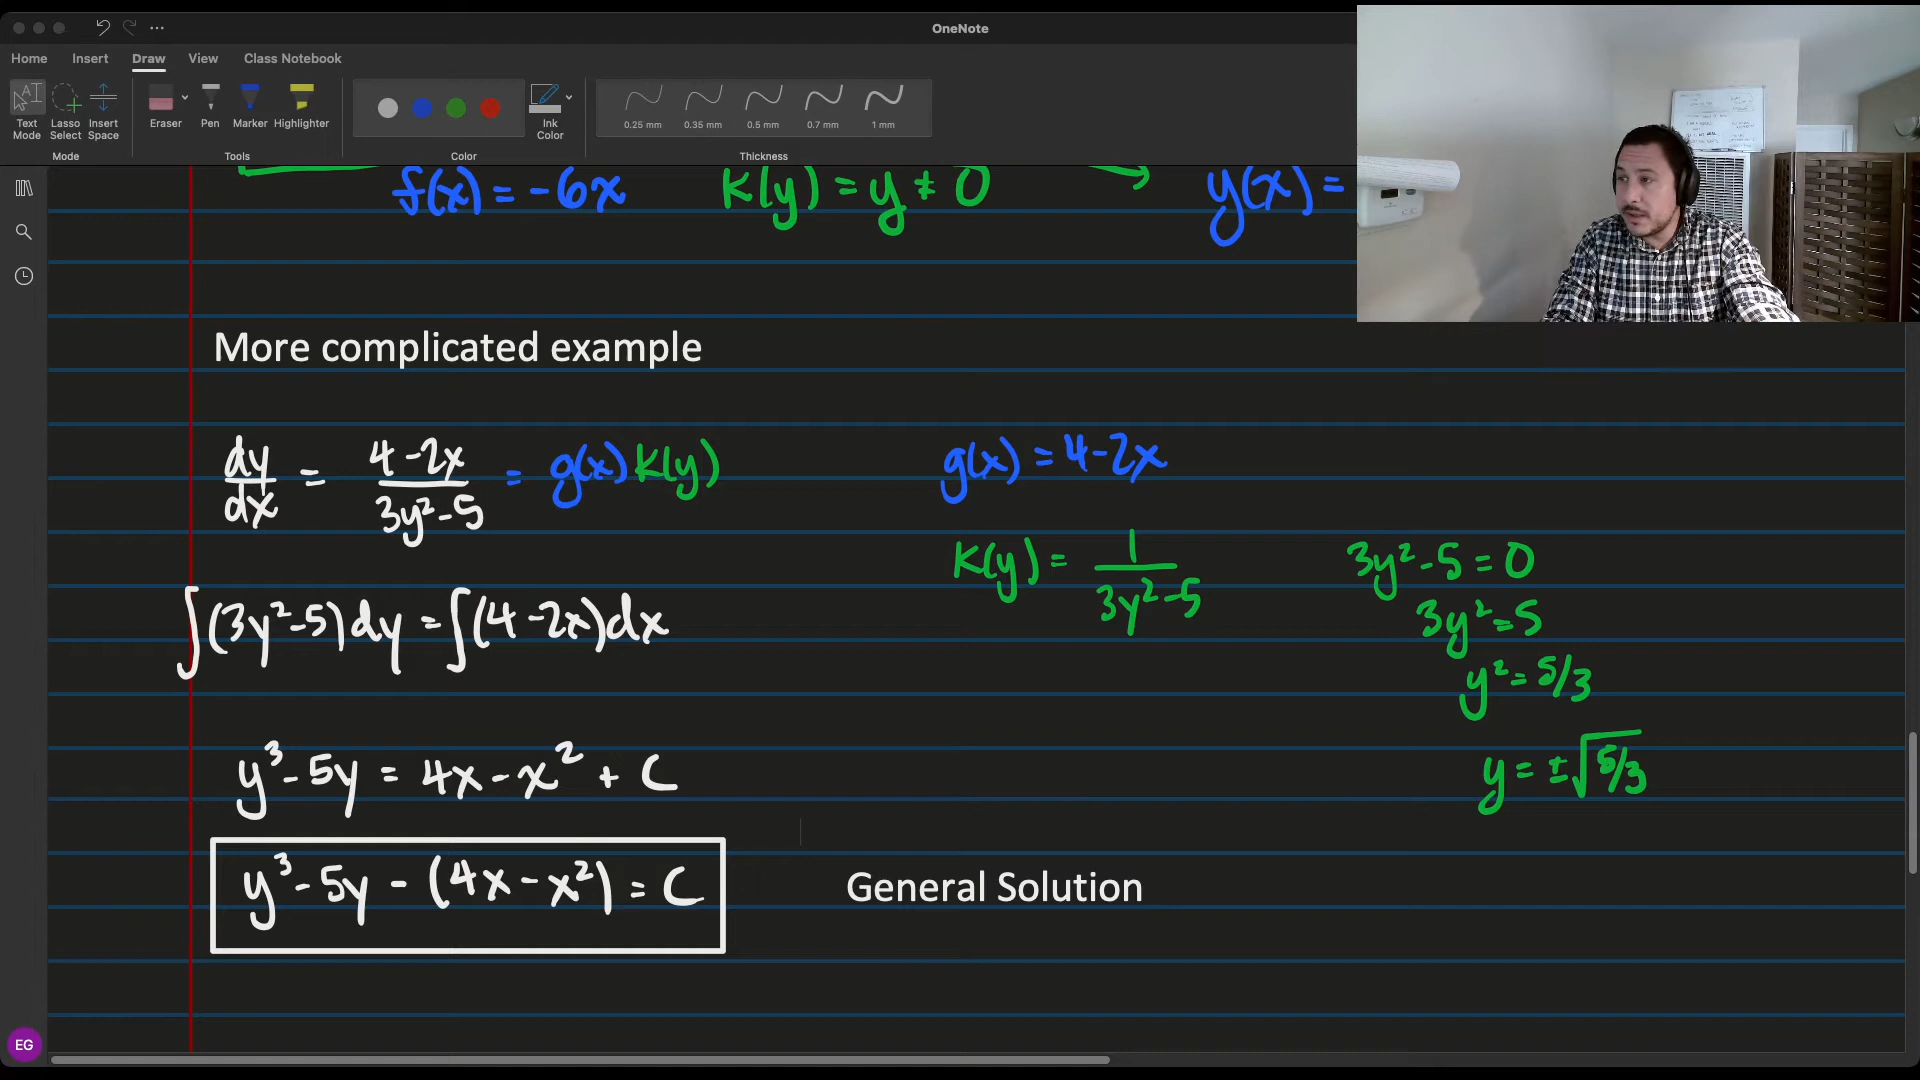 OneNote
Home Insert Draw View Class Notebook
Text Mode
Lasso Select
Insert Space
Eraser
Pen
Marker
Highlighter
Ink Color
0.25 mm 0.35 mm 0.5 mm 0.7 mm 1 mm
Mode Tools Color Thickness
f(x) = -6x
K(y) = y ≠ 0
y(x) =
More complicated example
dy/dx = (4-2x)/(3y²-5) = g(x) K(y)
g(x) = 4-2x
K(y) = 1/(3y²-5)
3y²-5 = 0
3y² = 5
y² = 5/3
y = ±√5/3
∫(3y²-5)dy = ∫(4-2x)dx
y³-5y = 4x-x² + C
y³-5y - (4x-x²) = C
General Solution
EG